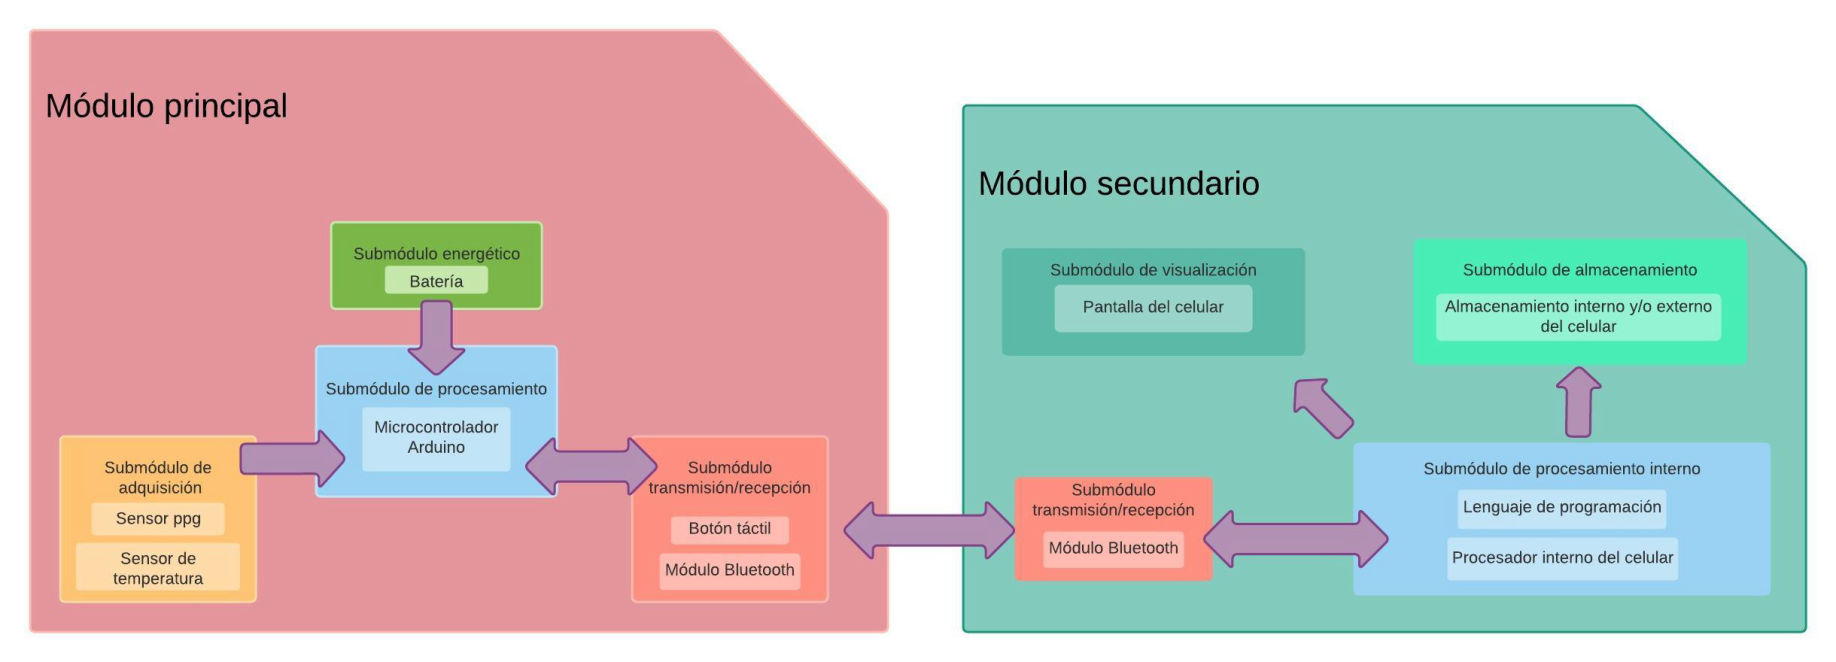 Módulo principal
Submódulo energético
Batería
Submódulo de procesamiento
Microcontrolador
Arduino
Submódulo de
adquisición
Sensor ppg
Sensor de
temperatura
Submódulo
transmisión/recepción
Botón táctil
Módulo Bluetooth
Módulo secundario
Submódulo de visualización
Pantalla del celular
Submódulo de almacenamiento
Almacenamiento interno y/o externo
del celular
Submódulo
transmisión/recepción
Módulo Bluetooth
Submódulo de procesamiento interno
Lenguaje de programación
Procesador interno del celular